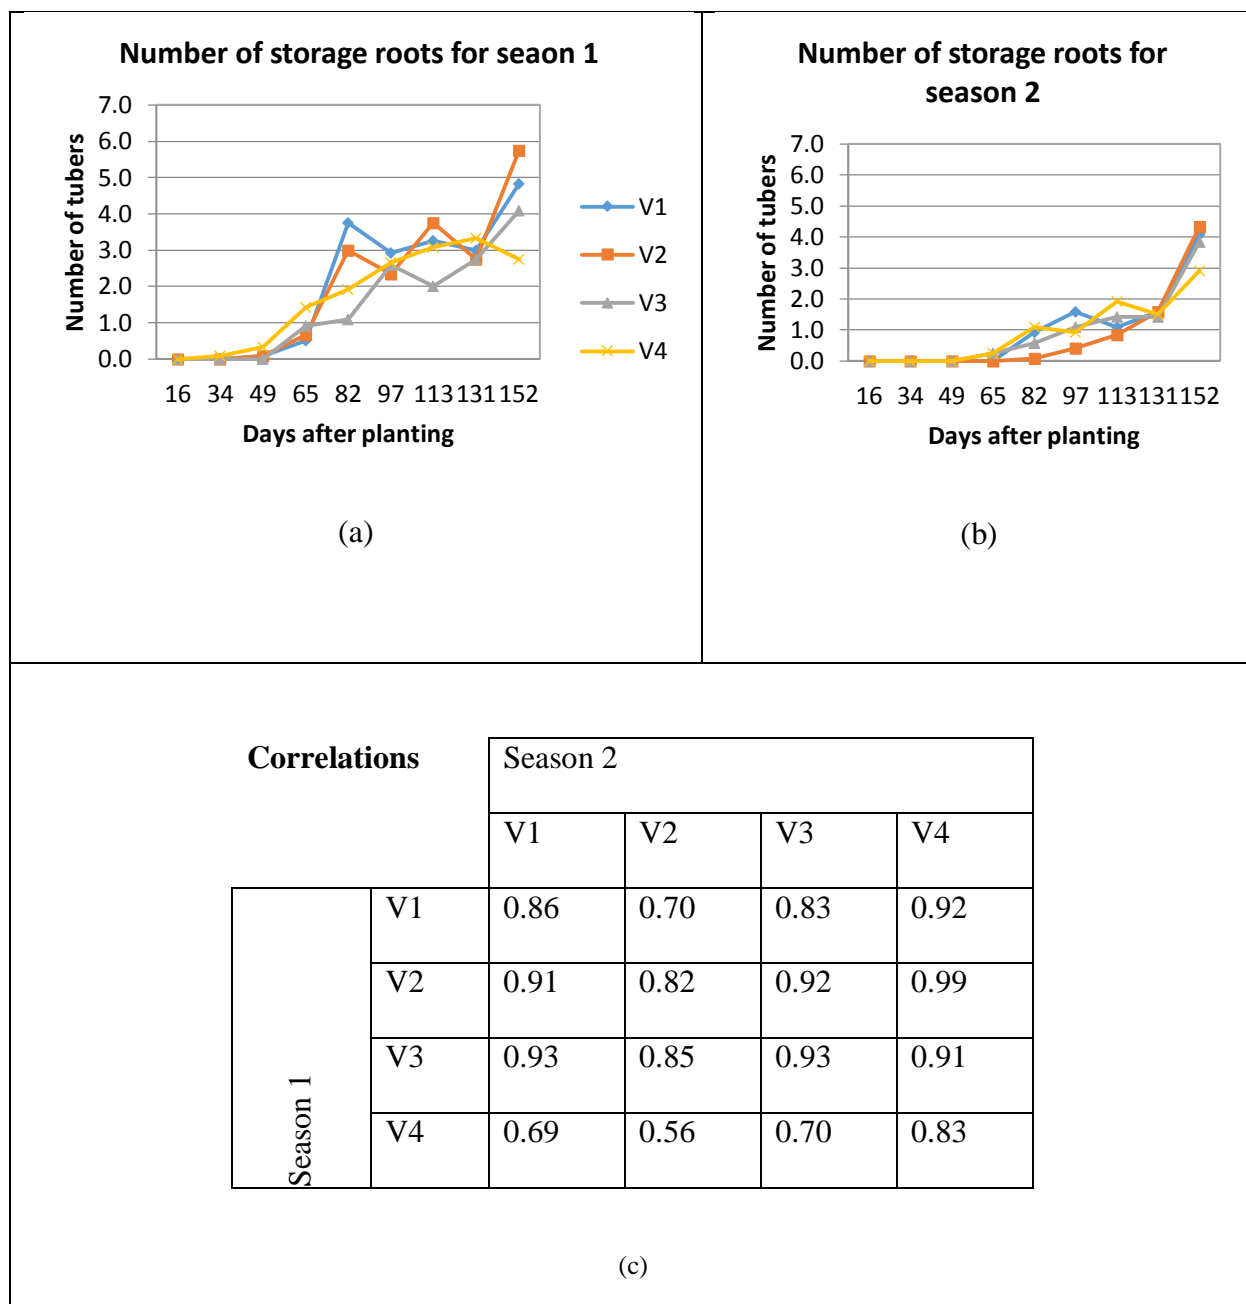 Number of storage roots for seaon 1
7.0
6.0
5.0
4.0
3.0
2.0
1.0
0.0
Number of tubers
16 34 49 65 82 97 113 131 152
Days after planting
V1
V2
V3
V4
(a)
Number of storage roots for
season 2
7.0
6.0
5.0
4.0
3.0
2.0
1.0
0.0
Number of tubers
16 34 49 65 82 97 113 131 152
Days after planting
(b)
Correlations Season 2
V1 V2 V3 V4
Season 1
V1 0.86 0.70 0.83 0.92
V2 0.91 0.82 0.92 0.99
V3 0.93 0.85 0.93 0.91
V4 0.69 0.56 0.70 0.83
(c)